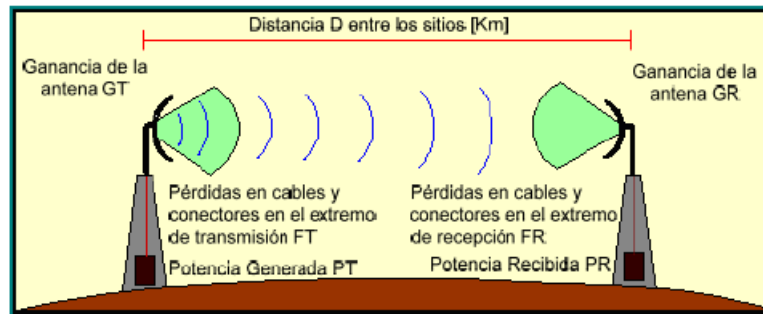 Distancia D entre los sitios [Km]
Ganancia de la
antena GT
Ganancia de la
antena GR
Pérdidas en cables y
conectores en el extremo
de transmisión FT
Potencia Generada PT
Pérdidas en cables y
conectores en el extremo
de recepción FR
Potencia Recibida PR